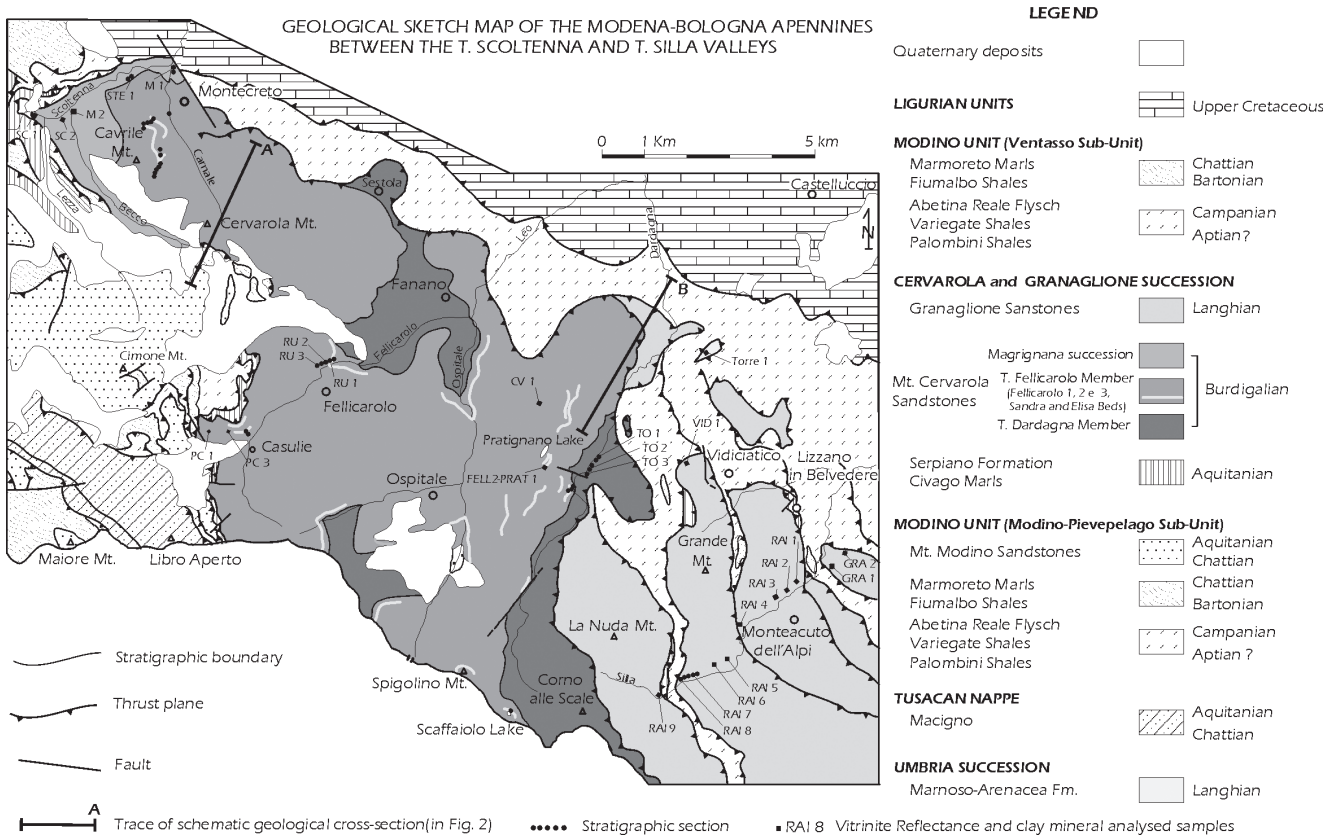 GEOLOGICAL SKETCH MAP OF THE MODENA-BOLOGNA APENNINES
BETWEEN THE T. SCOLTENNA AND T. SILLA VALLEYS
0 1 Km 5 km
N
Montecreto
M 1
STE 1
Scoltenna
M 2
SC 1
SC 2
Cavrile
Mt.
Camale
A
Lezza
Becco
Cervarola Mt.
Sestola
Castelluccio
Leo
Dardagna
B
Fanano
Fellicarolo
Ospitale
Cimone Mt.
RU 2
RU 3
RU 1
Fellicarolo
CV 1
Torre 1
Casulie
PC 1
PC 3
Pratignano Lake
TO 1
TO 2
TO 3
VID 1
Vidiciatico
Lizzano
in Belvedere
Ospitale
FELL2-PRAT 1
Maiore Mt.
Libro Aperto
Grande
Mt.
RAI 1
RAI 2
RAI 3
RAI 4
GRA 2
GRA 1
La Nuda Mt.
Monteacuto
dell'Alpi
Silla
Spigolino Mt.
Corno
alle Scale
Scaffaiolo Lake
RAI 5
RAI 6
RAI 7
RAI 8
RAI 9
Stratigraphic boundary
Thrust plane
Fault
A
Trace of schematic geological cross-section(in Fig. 2)
Stratigraphic section
RAI 8 Vitrinite Reflectance and clay mineral analysed samples
LEGEND
Quaternary deposits
LIGURIAN UNITS
Upper Cretaceous
MODINO UNIT (Ventasso Sub-Unit)
Marmoreto Marls
Fiumalbo Shales
Chattian
Bartonian
Abetina Reale Flysch
Variegate Shales
Palombini Shales
Campanian
Aptian ?
CERVAROLA and GRANAGLIONE SUCCESSION
Granaglione Sanstones
Langhian
Magrignana succession
Mt. Cervarola
Sandstones
T. Fellicarolo Member
(Fellicarolo 1, 2 e 3,
Sandra and Elisa Beds)
T. Dardagna Member
Burdigalian
Serpiano Formation
Civago Marls
Aquitanian
MODINO UNIT (Modino-Pievepelago Sub-Unit)
Mt. Modino Sandstones
Aquitanian
Chattian
Marmoreto Marls
Fiumalbo Shales
Chattian
Bartonian
Abetina Reale Flysch
Variegate Shales
Palombini Shales
Campanian
Aptian ?
TUSACAN NAPPE
Macigno
Aquitanian
Chattian
UMBRIA SUCCESSION
Marnoso-Arenacea Fm.
Langhian